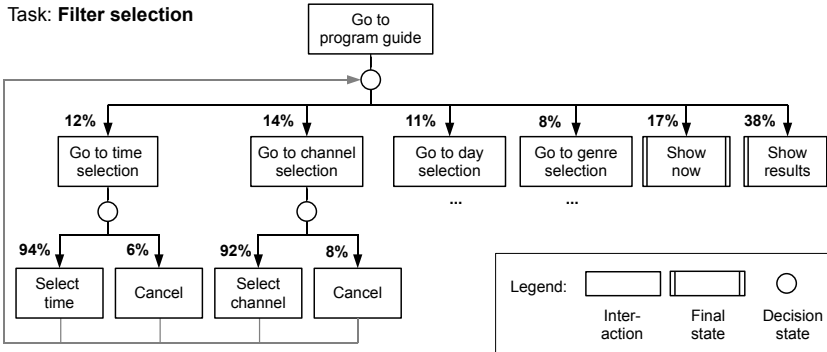 Task: Filter selection
Go to
program guide
12%
14%
11%
8%
17%
38%
Go to time
selection
Go to channel
selection
Go to day
selection
Go to genre
selection
Show
now
Show
results
...
...
94%
6%
92%
8%
Select
time
Cancel
Select
channel
Cancel
Legend:
Inter-
action
Final
state
Decision
state